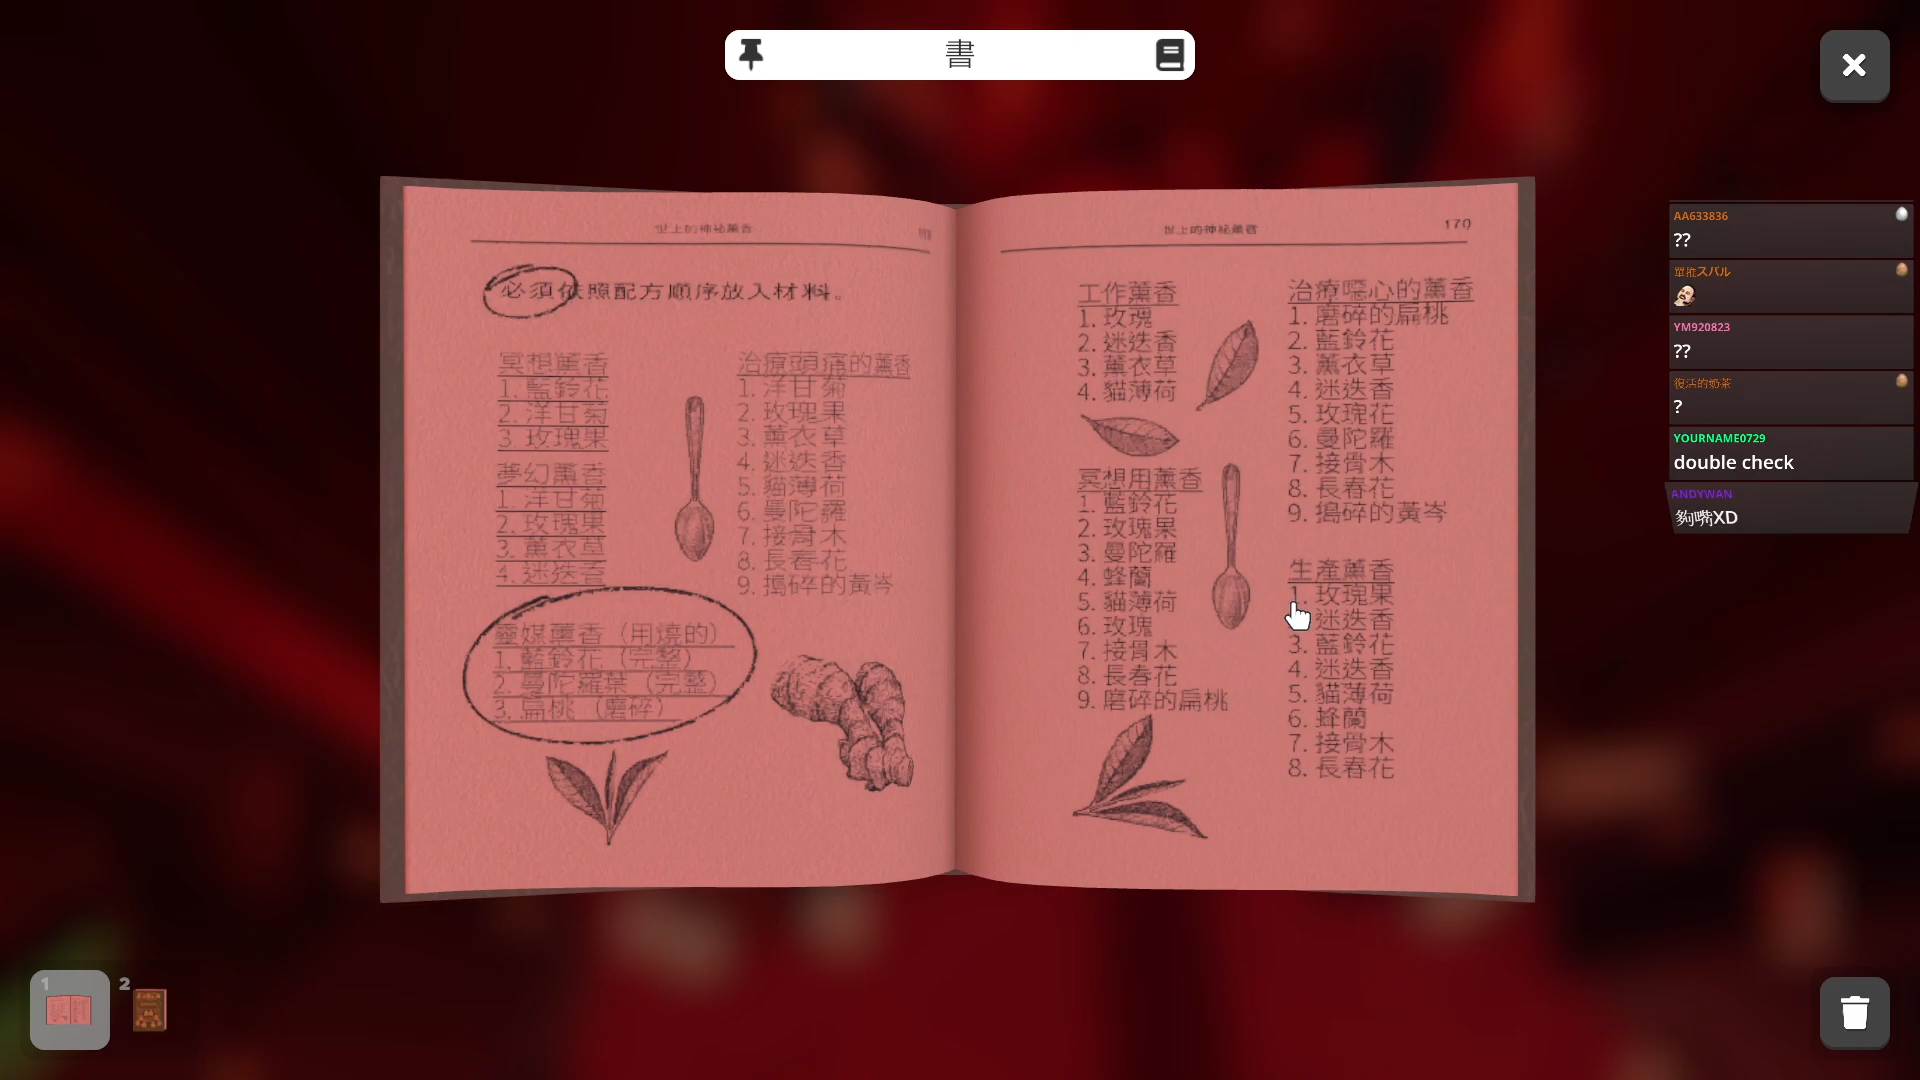 書
世上的神祕薰香
必須依照配方順序放入材料。
冥想薰香
1. 藍鈴花
2. 洋甘菊
3. 玫瑰果
夢幻薰香
1. 洋甘菊
2. 玫瑰果
3. 薰衣草
4. 迷迭香
靈媒薰香（用燒的）
1. 藍鈴花（完整）
2. 曼陀羅葉（完整）
3. 扁桃（磨碎）
治療頭痛的薰香
1. 洋甘菊
2. 玫瑰果
3. 薰衣草
4. 迷迭香
5. 貓薄荷
6. 曼陀羅
7. 接骨木
8. 長春花
9. 搗碎的黃岑
世上的神祕薰香
170
工作薰香
1. 玫瑰
2. 迷迭香
3. 薰衣草
4. 貓薄荷
冥想用薰香
1. 藍鈴花
2. 玫瑰果
3. 曼陀羅
4. 蜂蘭
5. 貓薄荷
6. 玫瑰
7. 接骨木
8. 長春花
9. 磨碎的扁桃
治療噁心的薰香
1. 磨碎的扁桃
2. 藍鈴花
3. 薰衣草
4. 迷迭香
5. 玫瑰花
6. 曼陀羅
7. 接骨木
8. 長春花
9. 搗碎的黃岑
生產薰香
1. 玫瑰果
迷迭香
3. 藍鈴花
4. 迷迭香
5. 貓薄荷
6. 蜂蘭
7. 接骨木
8. 長春花
AA633836
??
單推スバル
YM920823
??
復活的奶茶
?
YOURNAME0729
double check
ANDYWAN
夠嘴XD
1
2